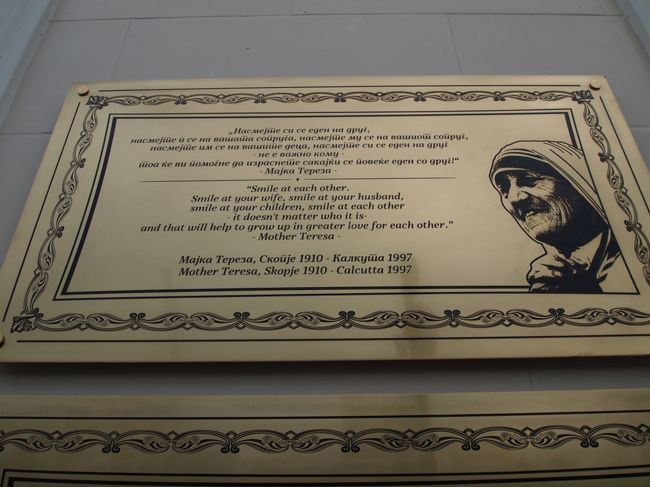 „Насмејте си се еден на друг,
насмејте ѝ се на вашата сопруга, насмејте му се на вашиот сопруг,
насмејте им се на вашите деца, насмејте си се еден на друг
- не е важно кому -
тоа ќе ви помогне да израснете сакајќи се повеќе еден со друг!“
- Мајка Тереза -
“Smile at each other.
Smile at your wife, smile at your husband,
smile at your children, smile at each other
- it doesn't matter who it is-
and that will help to grow up in greater love for each other.”
- Mother Teresa -
Мајка Тереза, Скопје 1910 - Калкута 1997
Mother Teresa, Skopje 1910 - Calcutta 1997